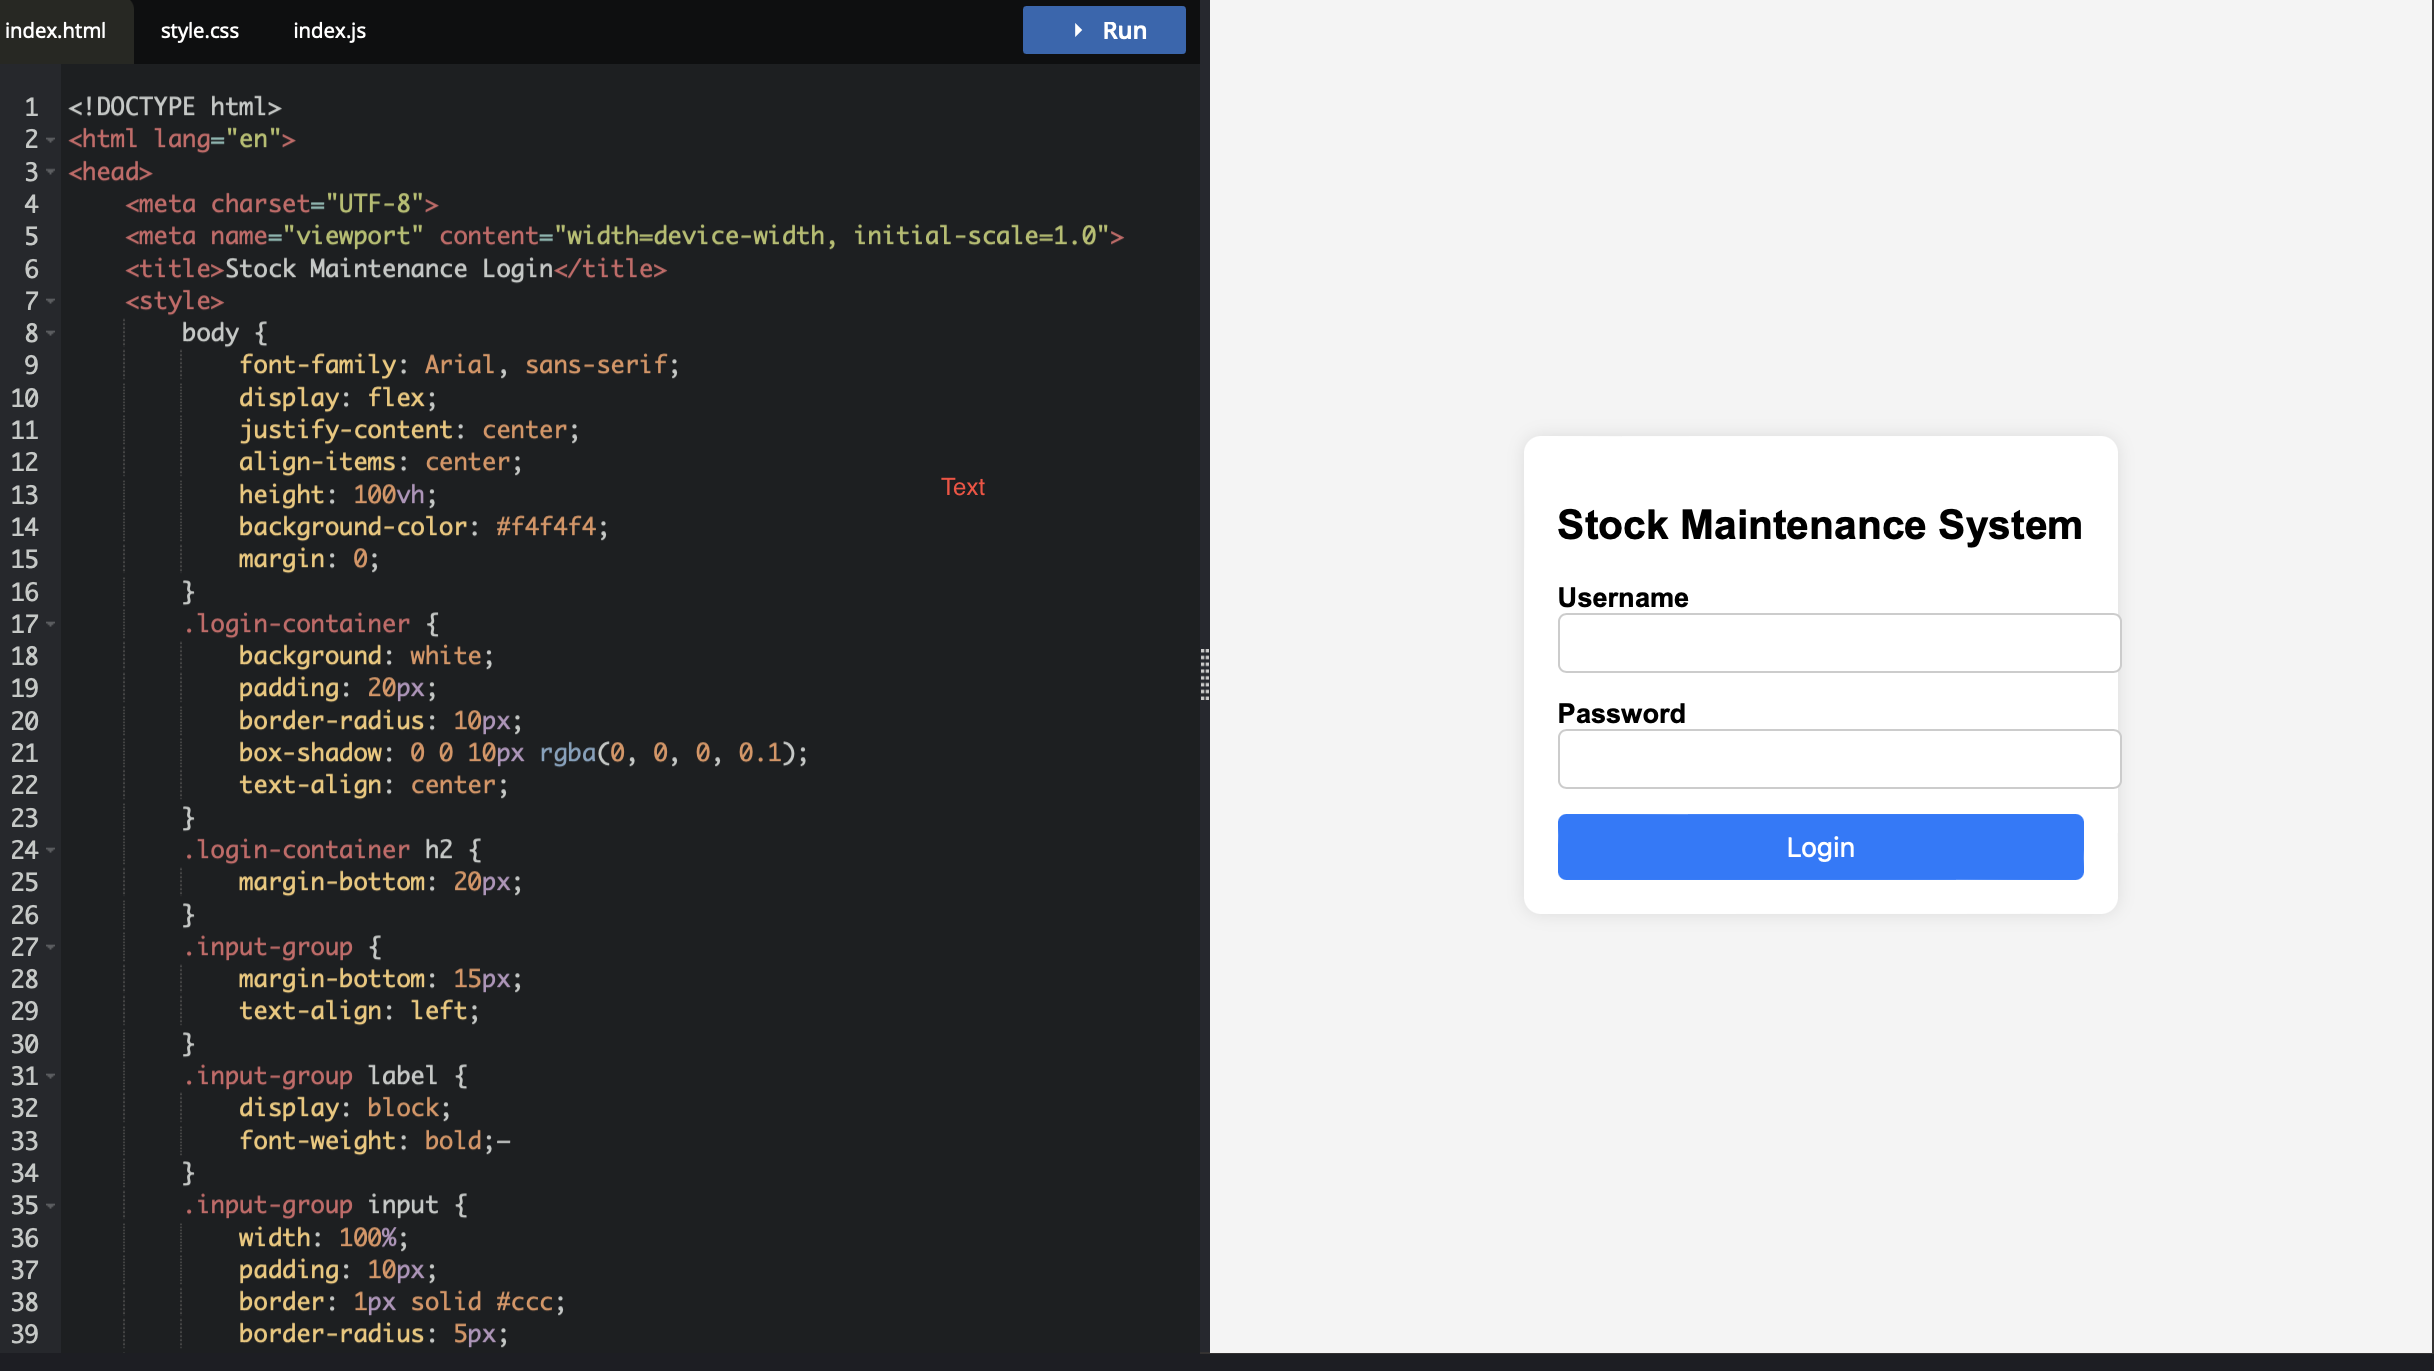 index.html style.css index.js Run
1 <!DOCTYPE html>
2 <html lang="en">
3 <head>
4 <meta charset="UTF-8">
5 <meta name="viewport" content="width=device-width, initial-scale=1.0">
6 <title>Stock Maintenance Login</title>
7 <style>
8 body {
9 font-family: Arial, sans-serif;
10 display: flex;
11 justify-content: center;
12 align-items: center;
13 height: 100vh;
14 background-color: #f4f4f4;
15 margin: 0;
16 }
17 .login-container {
18 background: white;
19 padding: 20px;
20 border-radius: 10px;
21 box-shadow: 0 0 10px rgba(0, 0, 0, 0.1);
22 text-align: center;
23 }
24 .login-container h2 {
25 margin-bottom: 20px;
26 }
27 .input-group {
28 margin-bottom: 15px;
29 text-align: left;
30 }
31 .input-group label {
32 display: block;
33 font-weight: bold;—
34 }
35 .input-group input {
36 width: 100%;
37 padding: 10px;
38 border: 1px solid #ccc;
39 border-radius: 5px;
Text
Stock Maintenance System
Username
Password
Login